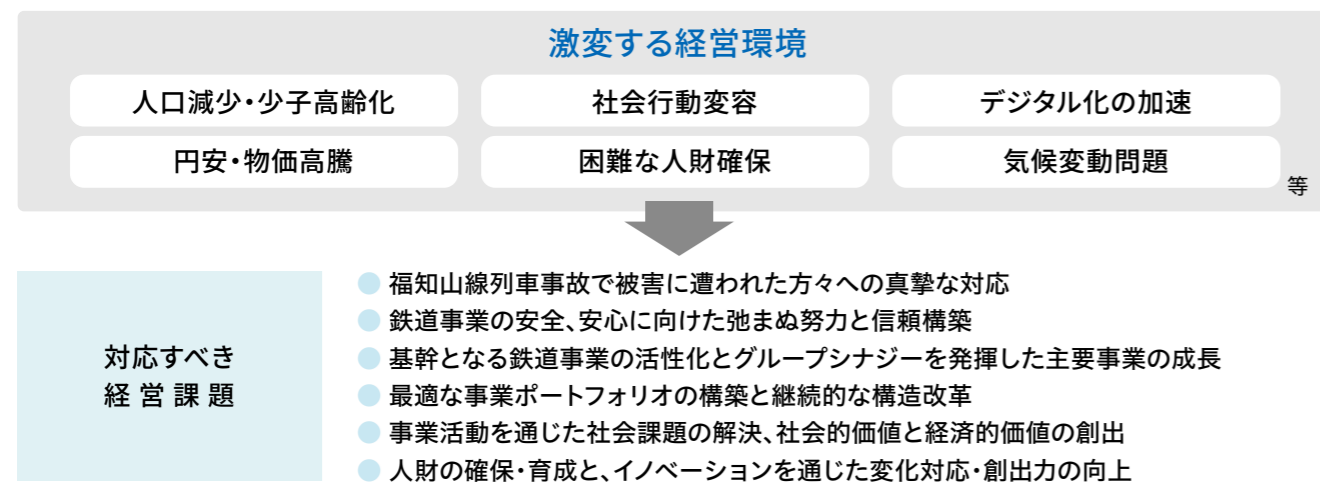 激変する経営環境
人口減少・少子高齢化
社会行動変容
デジタル化の加速
円安・物価高騰
困難な人財確保
気候変動問題
等
対応すべき
経営課題
● 福知山線列車事故で被害に遭われた方々への真摯な対応
● 鉄道事業の安全、安心に向けた弛まぬ努力と信頼構築
● 基幹となる鉄道事業の活性化とグループシナジーを発揮した主要事業の成長
● 最適な事業ポートフォリオの構築と継続的な構造改革
● 事業活動を通じた社会課題の解決、社会的価値と経済的価値の創出
● 人財の確保・育成と、イノベーションを通じた変化対応・創出力の向上